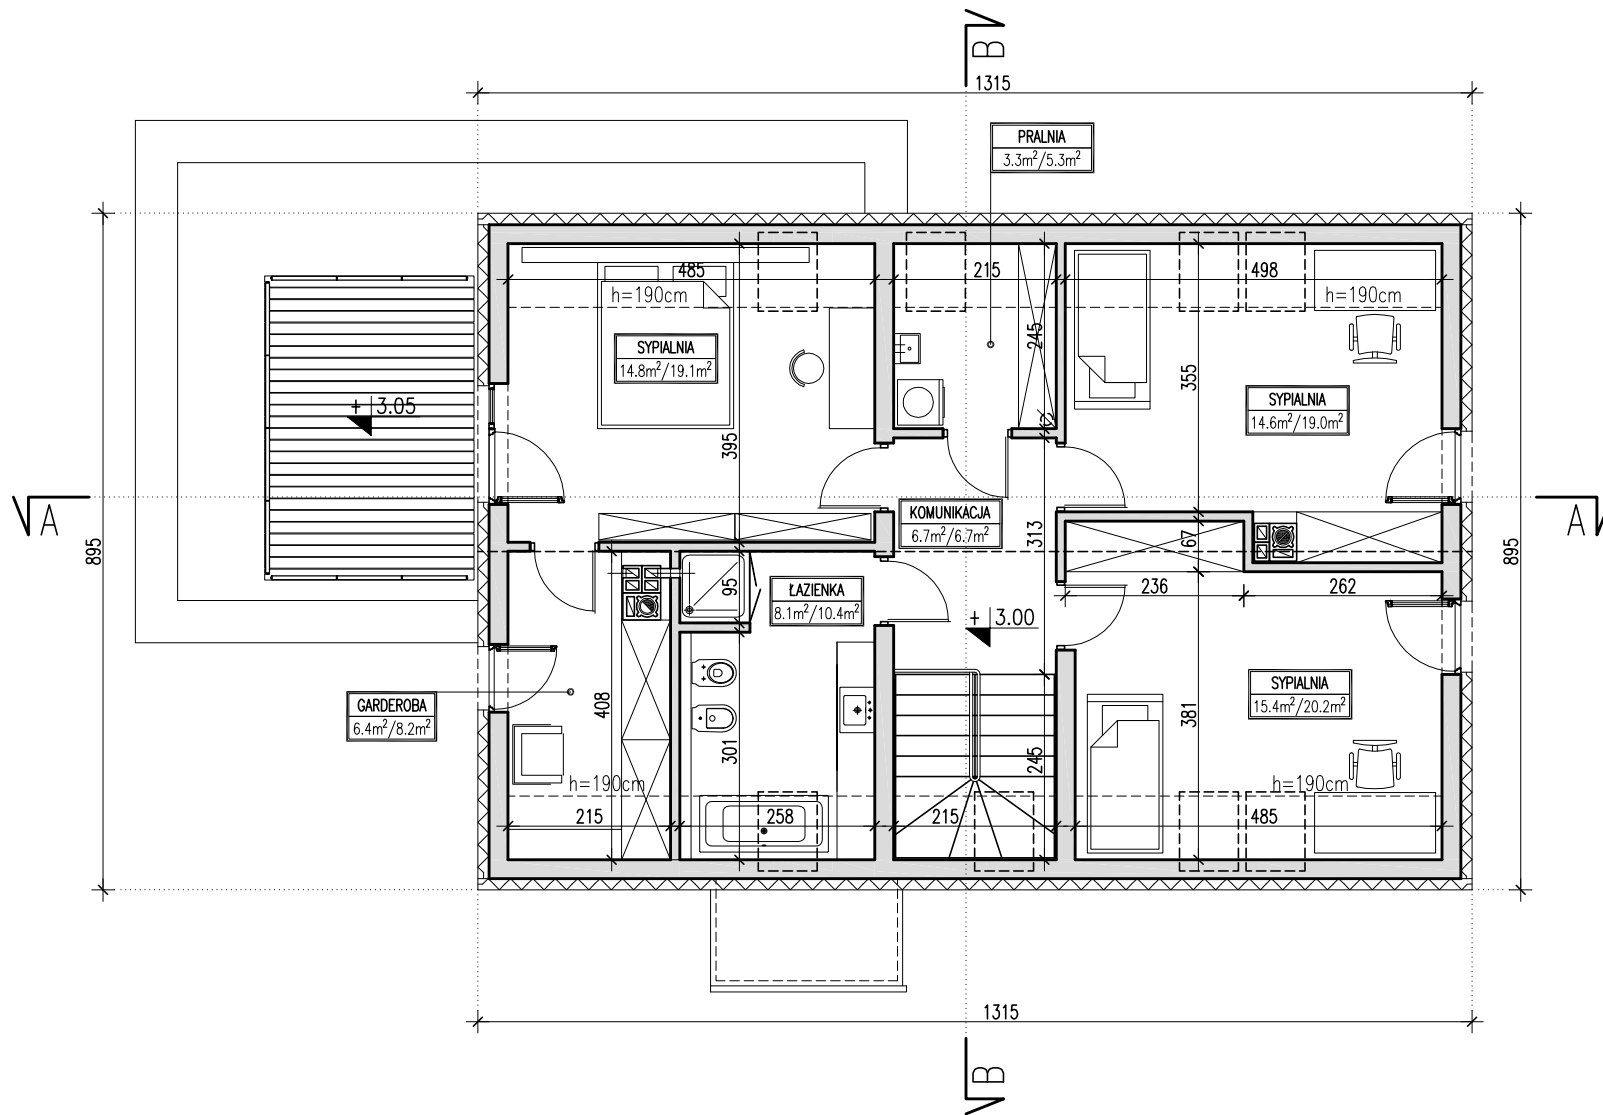 B
1315
PRALNIA
3.3m²/5.3m²
485
215
498
h=190cm
h=190cm
245
SYPIALNIA
14.8m²/19.1m²
355
SYPIALNIA
14.6m²/19.0m²
+ 3.05
395
A
KOMUNIKACJA
6.7m²/6.7m²
A
313
67
895
895
95
ŁAZIENKA
8.1m²/10.4m²
236
262
+ 3.00
GARDEROBA
6.4m²/8.2m²
408
SYPIALNIA
15.4m²/20.2m²
381
301
245
h=190cm
h=190cm
215
258
215
485
1315
B